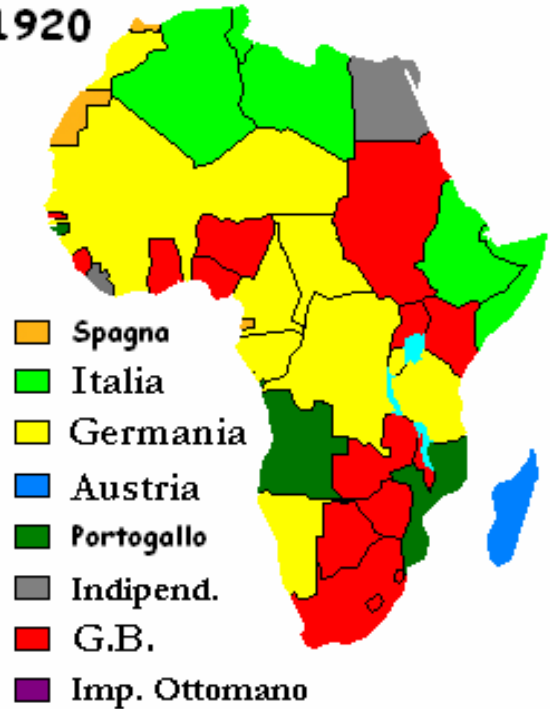 1920
Spagna
Italia
Germania
Austria
Portogallo
Indipend.
G.B.
Imp. Ottomano